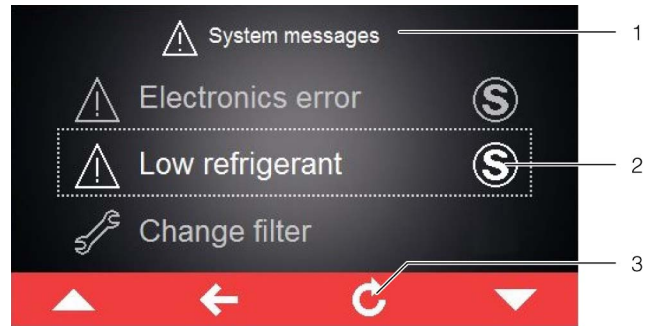 System messages
1
Electronics error
S
Low refrigerant
S
2
Change filter
3